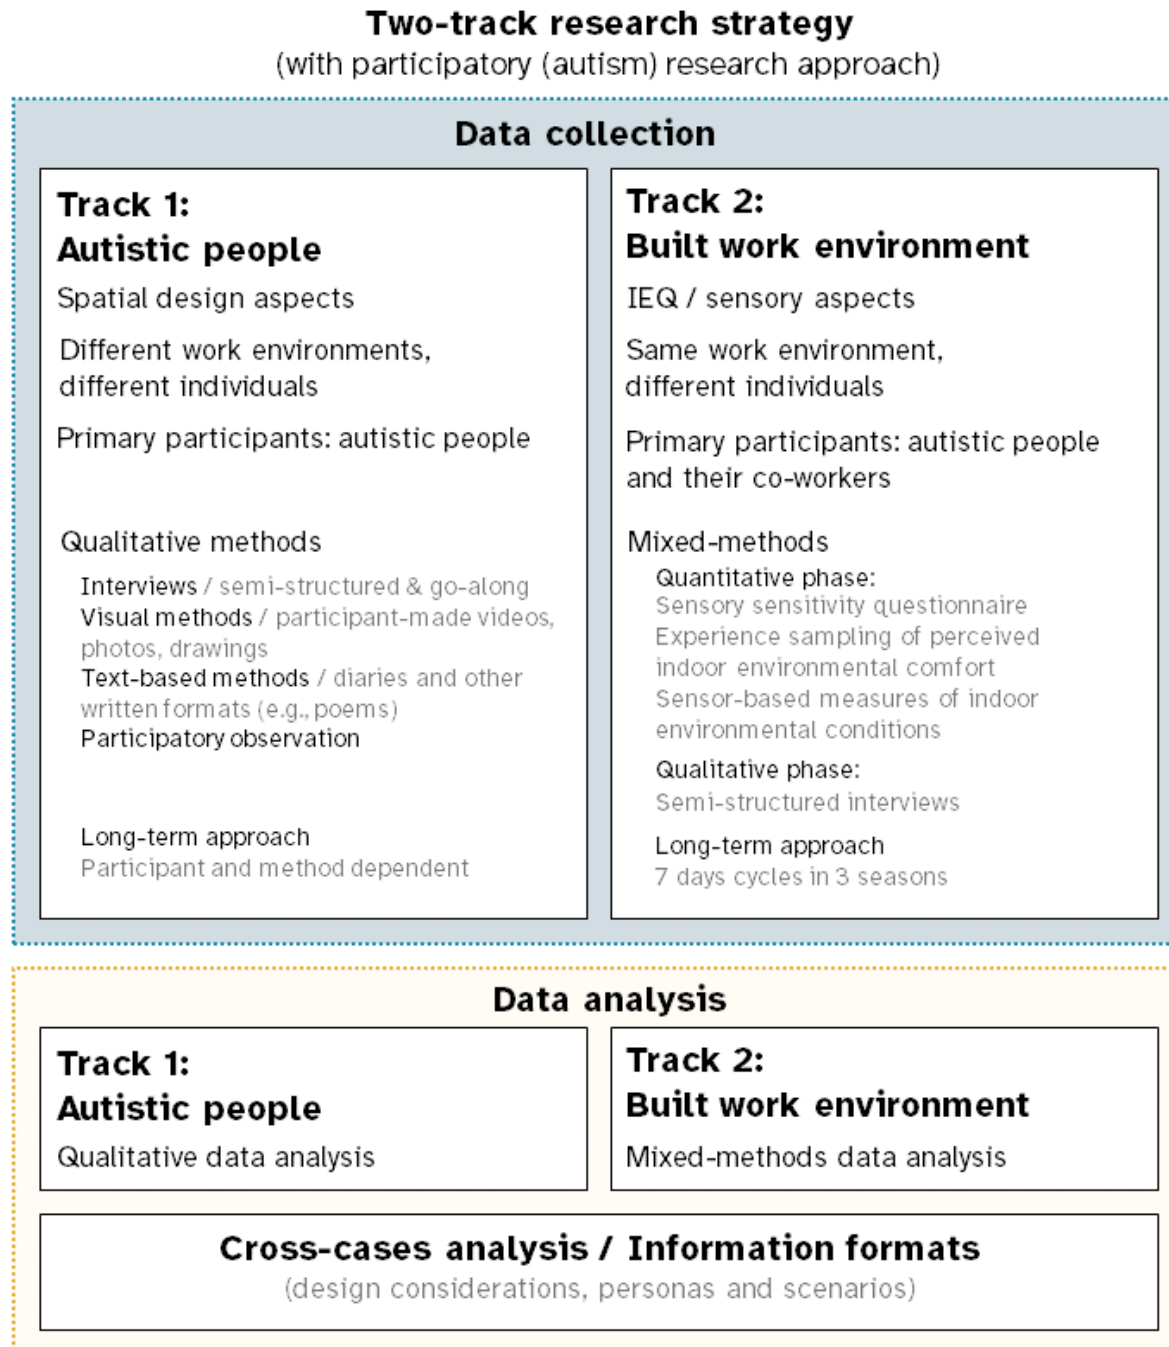 Two-track research strategy
(with participatory (autism) research approach)
Data collection
Track 1:
Autistic people
Spatial design aspects
Different work environments,
different individuals
Primary participants: autistic people
Qualitative methods
Interviews / semi-structured & go-along
Visual methods / participant-made videos,
photos, drawings
Text-based methods / diaries and other
written formats (e.g., poems)
Participatory observation
Long-term approach
Participant and method dependent
Track 2:
Built work environment
IEQ / sensory aspects
Same work environment,
different individuals
Primary participants: autistic people
and their co-workers
Mixed-methods
Quantitative phase:
Sensory sensitivity questionnaire
Experience sampling of perceived
indoor environmental comfort
Sensor-based measures of indoor
environmental conditions
Qualitative phase:
Semi-structured interviews
Long-term approach
7 days cycles in 3 seasons
Data analysis
Track 1:
Autistic people
Qualitative data analysis
Track 2:
Built work environment
Mixed-methods data analysis
Cross-cases analysis / Information formats
(design considerations, personas and scenarios)